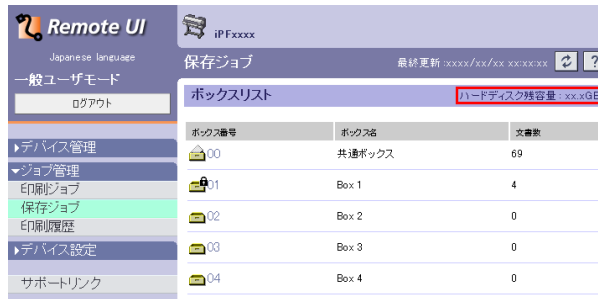 Remote UI
iPFxxxx
Japanese language
一般ユーザモード
ログアウト
保存ジョブ
最終更新:xxxx/xx/xx xx:xx:xx
?
ボックスリスト
ハードディスク残容量:xx.xGB
▶デバイス管理
▼ジョブ管理
印刷ジョブ
保存ジョブ
印刷履歴
▶デバイス設定
サポートリンク
ボックス番号 ボックス名 文書数
00 共通ボックス 69
01 Box 1 4
02 Box 2 0
03 Box 3 0
04 Box 4 0